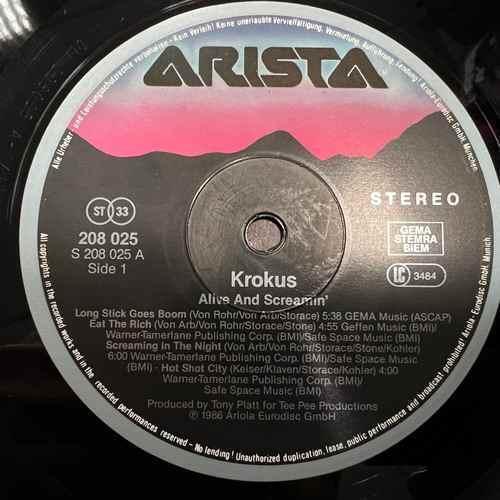 Alle Urheber- und Leistungsschutzrechte vorbehalten - Kein Verleih! Keine unerlaubte Vervielfältigung, Vermietung, Aufführung, Sendung! - Ariola-Eurodisc GmbH, München.
ARISTA
STEREO
ST 33
208 025
S 208 025 A
Side 1
GEMA
STEMRA
BIEM
LC 3484
Krokus
Alive And Screamin'
Long Stick Goes Boom (Von Rohr/Von Arb/Storace) 5:38 GEMA Music (ASCAP)
Eat The Rich (Von Arb/Von Rohr/Storace/Stone) 4:55 Geffen Music (BMI)/
Warner-Tamerlane Publishing Corp. (BMI)/Safe Space Music (BMI)
Screaming In The Night (Von Arb/Von Rohr/Storace/Stone/Kohler)
6:00 Warner-Tamerlane Publishing Corp. (BMI)/Safe Space Music
(BMI) · Hot Shot City (Keiser/Klaven/Storace/Kohler) 4:00
Warner-Tamerlane Publishing Corp. (BMI)/
Safe Space Music (BMI)
Produced by Tony Platt for Tee Pee Productions
Ⓟ 1986 Ariola Eurodisc GmbH
All copyrights in the recorded works and in the recording performances reserved - No lending! Unauthorized duplication, lease, public performance and broadcast prohibited! Ariola-Eurodisc GmbH, Munich.